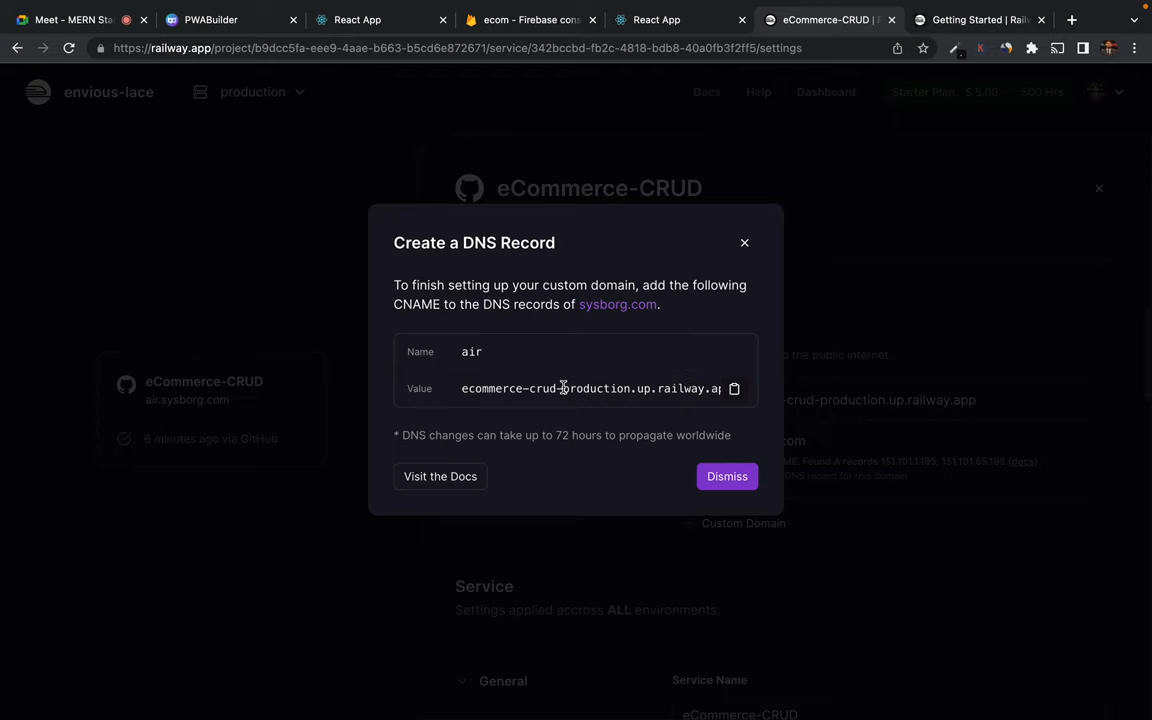 Meet - MERN Sta
PWABuilder
React App
ecom - Firebase cons
React App
eCommerce-CRUD | R
Getting Started | Railw
https://railway.app/project/b9dcc5fa-eee9-4aae-b663-b5cd6e872671/service/342bccbd-fb2c-4818-bdb8-40a0fb3f2ff5/settings
envious-lace
production
Docs
Help
Dashboard
Starter Plan $ 5.00 500 Hrs
eCommerce-CRUD
Create a DNS Record
To finish setting up your custom domain, add the following
CNAME to the DNS records of sysborg.com.
Name air
Value ecommerce-crud-production.up.railway.ap
* DNS changes can take up to 72 hours to propagate worldwide
Visit the Docs
Dismiss
eCommerce-CRUD
air.sysborg.com
6 minutes ago via GitHub
to the public internet
-crud-production.up.railway.app
com
ME, Found A records 151.101.1.195, 151.101.65.195 (docs)
DNS record for this domain
Custom Domain
Service
Settings applied accross ALL environments.
General
Service Name
eCommerce-CRUD